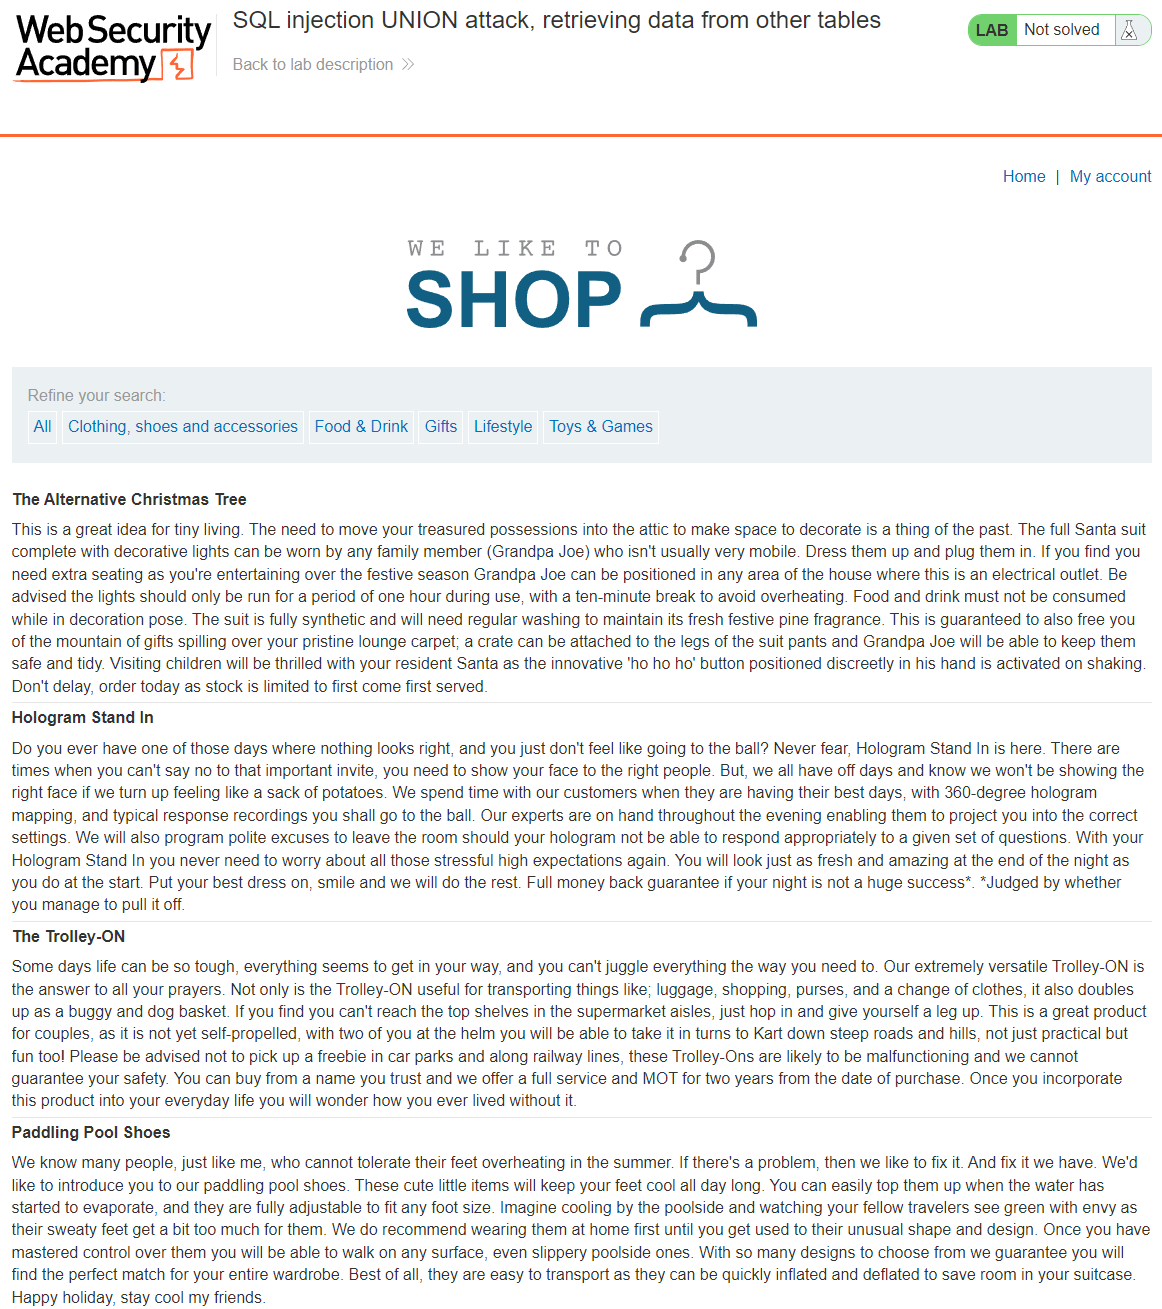 Web Security
Academy
SQL injection UNION attack, retrieving data from other tables
Back to lab description
LAB Not solved
Home | My account
WE LIKE TO
SHOP
Refine your search:
All Clothing, shoes and accessories Food & Drink Gifts Lifestyle Toys & Games
The Alternative Christmas Tree
This is a great idea for tiny living. The need to move your treasured possessions into the attic to make space to decorate is a thing of the past. The full Santa suit
complete with decorative lights can be worn by any family member (Grandpa Joe) who isn't usually very mobile. Dress them up and plug them in. If you find you
need extra seating as you're entertaining over the festive season Grandpa Joe can be positioned in any area of the house where this is an electrical outlet. Be
advised the lights should only be run for a period of one hour during use, with a ten-minute break to avoid overheating. Food and drink must not be consumed
while in decoration pose. The suit is fully synthetic and will need regular washing to maintain its fresh festive pine fragrance. This is guaranteed to also free you
of the mountain of gifts spilling over your pristine lounge carpet; a crate can be attached to the legs of the suit pants and Grandpa Joe will be able to keep them
safe and tidy. Visiting children will be thrilled with your resident Santa as the innovative 'ho ho ho' button positioned discreetly in his hand is activated on shaking.
Don't delay, order today as stock is limited to first come first served.
Hologram Stand In
Do you ever have one of those days where nothing looks right, and you just don't feel like going to the ball? Never fear, Hologram Stand In is here. There are
times when you can't say no to that important invite, you need to show your face to the right people. But, we all have off days and know we won't be showing the
right face if we turn up feeling like a sack of potatoes. We spend time with our customers when they are having their best days, with 360-degree hologram
mapping, and typical response recordings you shall go to the ball. Our experts are on hand throughout the evening enabling them to project you into the correct
settings. We will also program polite excuses to leave the room should your hologram not be able to respond appropriately to a given set of questions. With your
Hologram Stand In you never need to worry about all those stressful high expectations again. You will look just as fresh and amazing at the end of the night as
you do at the start. Put your best dress on, smile and we will do the rest. Full money back guarantee if your night is not a huge success*. *Judged by whether
you manage to pull it off.
The Trolley-ON
Some days life can be so tough, everything seems to get in your way, and you can't juggle everything the way you need to. Our extremely versatile Trolley-ON is
the answer to all your prayers. Not only is the Trolley-ON useful for transporting things like; luggage, shopping, purses, and a change of clothes, it also doubles
up as a buggy and dog basket. If you find you can't reach the top shelves in the supermarket aisles, just hop in and give yourself a leg up. This is a great product
for couples, as it is not yet self-propelled, with two of you at the helm you will be able to take it in turns to Kart down steep roads and hills, not just practical but
fun too! Please be advised not to pick up a freebie in car parks and along railway lines, these Trolley-Ons are likely to be malfunctioning and we cannot
guarantee your safety. You can buy from a name you trust and we offer a full service and MOT for two years from the date of purchase. Once you incorporate
this product into your everyday life you will wonder how you ever lived without it.
Paddling Pool Shoes
We know many people, just like me, who cannot tolerate their feet overheating in the summer. If there's a problem, then we like to fix it. And fix it we have. We'd
like to introduce you to our paddling pool shoes. These cute little items will keep your feet cool all day long. You can easily top them up when the water has
started to evaporate, and they are fully adjustable to fit any foot size. Imagine cooling by the poolside and watching your fellow travelers see green with envy as
their sweaty feet get a bit too much for them. We do recommend wearing them at home first until you get used to their unusual shape and design. Once you have
mastered control over them you will be able to walk on any surface, even slippery poolside ones. With so many designs to choose from we guarantee you will
find the perfect match for your entire wardrobe. Best of all, they are easy to transport as they can be quickly inflated and deflated to save room in your suitcase.
Happy holiday, stay cool my friends.